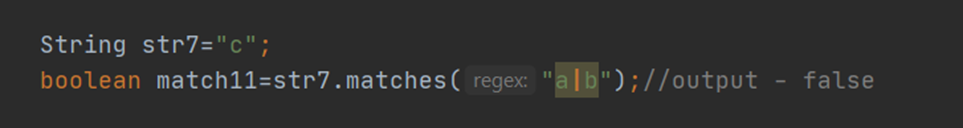 String str7="c";
boolean match11=str7.matches( regex: "a|b");//output - false